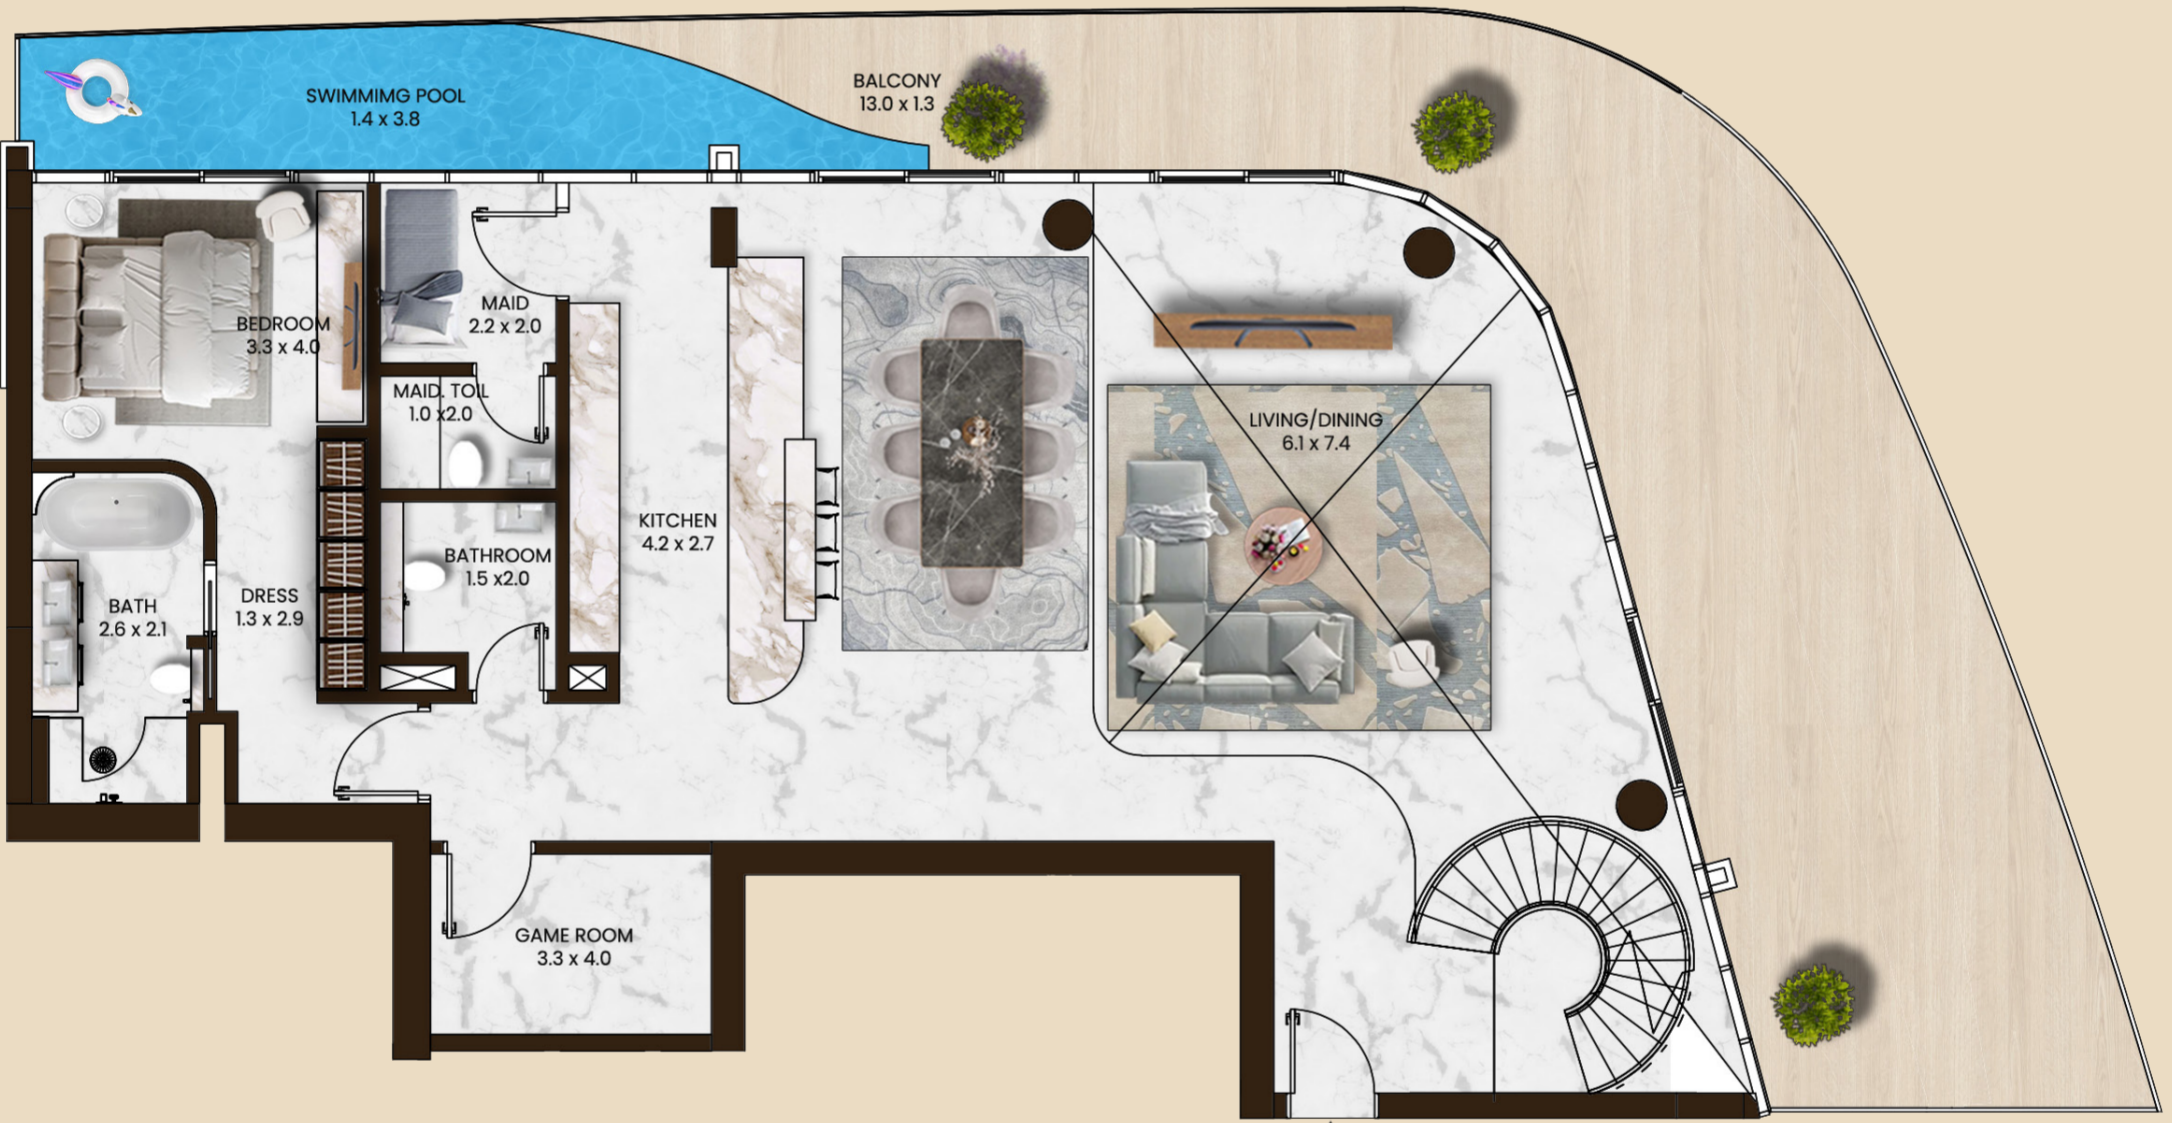 SWIMMIMG POOL
1.4 x 3.8
BALCONY
13.0 x 1.3
BEDROOM
3.3 x 4.0
MAID
2.2 x 2.0
MAID. TOIL
1.0 x2.0
LIVING/DINING
6.1 x 7.4
KITCHEN
4.2 x 2.7
BATHROOM
1.5 x2.0
BATH
2.6 x 2.1
DRESS
1.3 x 2.9
GAME ROOM
3.3 x 4.0